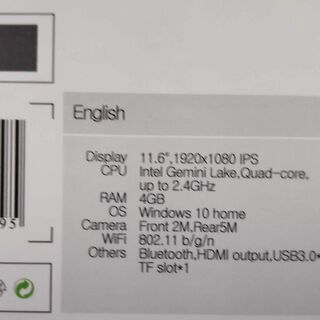 English
Display 11.6",1920x1080 IPS
CPU Intel Gemini Lake,Quad-core,
up to 2.4GHz
RAM 4GB
OS Windows 10 home
Camera Front 2M,Rear5M
WiFi 802.11 b/g/n
Others Bluetooth,HDMI output,USB3.0*
TF slot*1
95